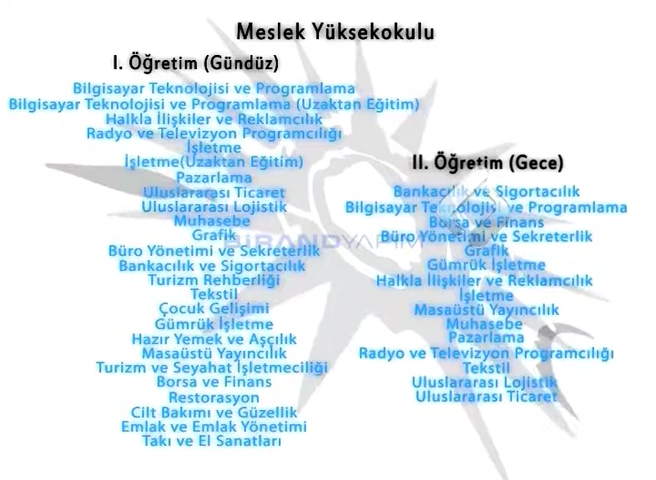 Meslek Yüksekokulu
I. Öğretim (Gündüz)
Bilgisayar Teknolojisi ve Programlama
Bilgisayar Teknolojisi ve Programlama (Uzaktan Eğitim)
Halkla İlişkiler ve Reklamcılık
Radyo ve Televizyon Programcılığı
İşletme
İşletme(Uzaktan Eğitim)
Pazarlama
Uluslararası Ticaret
Uluslararası Lojistik
Muhasebe
Grafik
Büro Yönetimi ve Sekreterlik
Bankacılık ve Sigortacılık
Turizm Rehberliği
Tekstil
Çocuk Gelişimi
Gümrük İşletme
Hazır Yemek ve Aşçılık
Masaüstü Yayıncılık
Turizm ve Seyahat İşletmeciliği
Borsa ve Finans
Restorasyon
Cilt Bakımı ve Güzellik
Emlak ve Emlak Yönetimi
Takı ve El Sanatları
II. Öğretim (Gece)
Bankacılık ve Sigortacılık
Bilgisayar Teknolojisi ve Programlama
Borsa ve Finans
Büro Yönetimi ve Sekreterlik
Grafik
Gümrük İşletme
Halkla İlişkiler ve Reklamcılık
İşletme
Masaüstü Yayıncılık
Muhasebe
Pazarlama
Radyo ve Televizyon Programcılığı
Tekstil
Uluslararası Lojistik
Uluslararası Ticaret
BİRANDYAPIM